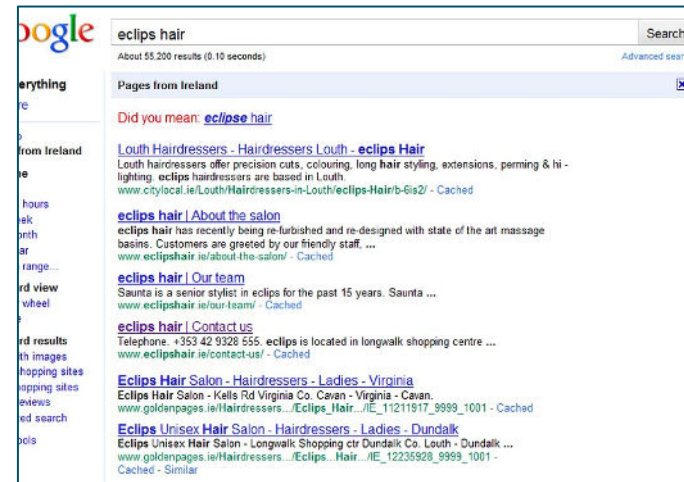 oogle
eclips hair
Search
About 55,200 results (0.10 seconds)
Advanced sear
erything
re
Pages from Ireland
Did you mean: eclipse hair
from Ireland
hours
ek
onth
ar
range...
rd view
wheel
rd results
th images
hopping sites
opping sites
eviews
ed search
ools
Louth Hairdressers - Hairdressers Louth - eclips Hair
Louth hairdressers offer precision cuts, colouring, long hair styling, extensions, perming & hi -
lighting. eclips hairdressers are based in Louth.
www.citylocal.ie/Louth/Hairdressers-in-Louth/eclips-Hair/b-6is2/ - Cached
eclips hair | About the salon
eclips hair has recently being re-furbished and re-designed with state of the art massage
basins. Customers are greeted by our friendly staff, ...
www.eclipshair.ie/about-the-salon/ - Cached
eclips hair | Our team
Saunta is a senior stylist in eclips for the past 15 years. Saunta ...
www.eclipshair.ie/our-team/ - Cached
eclips hair | Contact us
Telephone. +353 42 9328 555. eclips is located in longwalk shopping centre ...
www.eclipshair.ie/contact-us/ - Cached
Eclips Hair Salon - Hairdressers - Ladies - Virginia
Eclips Hair Salon - Kells Rd Virginia Co. Cavan - Virginia - Cavan.
www.goldenpages.ie/Hairdressers.../Eclips_Hair.../IE_11211917_9999_1001 - Cached
Eclips Unisex Hair Salon - Hairdressers - Ladies - Dundalk
Eclips Unisex Hair Salon - Longwalk Shopping ctr Dundalk Co. Louth - Dundalk ...
www.goldenpages.ie/Hairdressers.../Eclips...Hair.../IE_12235928_9999_1001 -
Cached - Similar